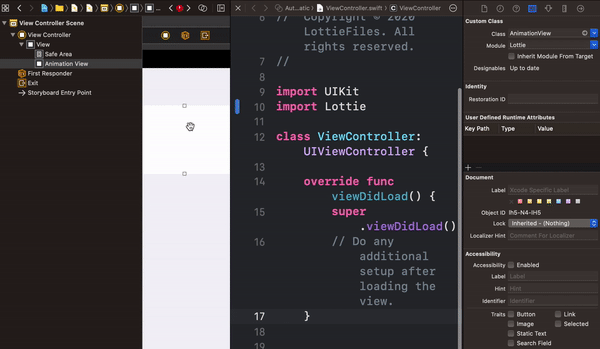 View Controller Scene
View Controller
View
Safe Area
Animation View
First Responder
Exit
Storyboard Entry Point
Aut...atic
ViewController.swift
ViewController
6 // Copyright © 2020
LottieFiles. All
rights reserved.
7 //
8
9 import UIKit
10 import Lottie
11
12 class ViewController:
UIViewController {
13
14 override func
viewDidLoad() {
15 super
.viewDidLoad()
16 // Do any
additional
setup after
loading the
view.
17 }
18
19
Custom Class
Class AnimationView
Module Lottie
Inherit Module From Target
Designables Up to date
Identity
Restoration ID
User Defined Runtime Attributes
Key Path Type Value
+ −
Document
Label Xcode Specific Label
Object ID Ih5-N4-IH5
Lock Inherited - (Nothing)
Localizer Hint Comment For Localizer
Accessibility
Accessibility Enabled
Label Label
Hint Hint
Identifier Identifier
Traits Button Link
Image Selected
Static Text
Search Field